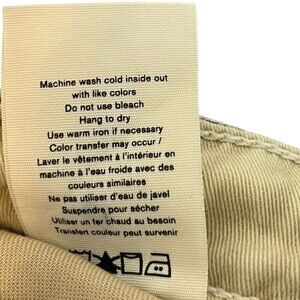 Machine wash cold inside out
with like colors
Do not use bleach
Hang to dry
Use warm iron if necessary
Color transfer may occur /
Laver le vêtement à l'intérieur en
machine à l'eau froide avec des
couleurs similaires
Ne pas utiliser d'eau de javel
Suspendre pour sécher
Utiliser un fer chaud au besoin
Transfert couleur peut survenir